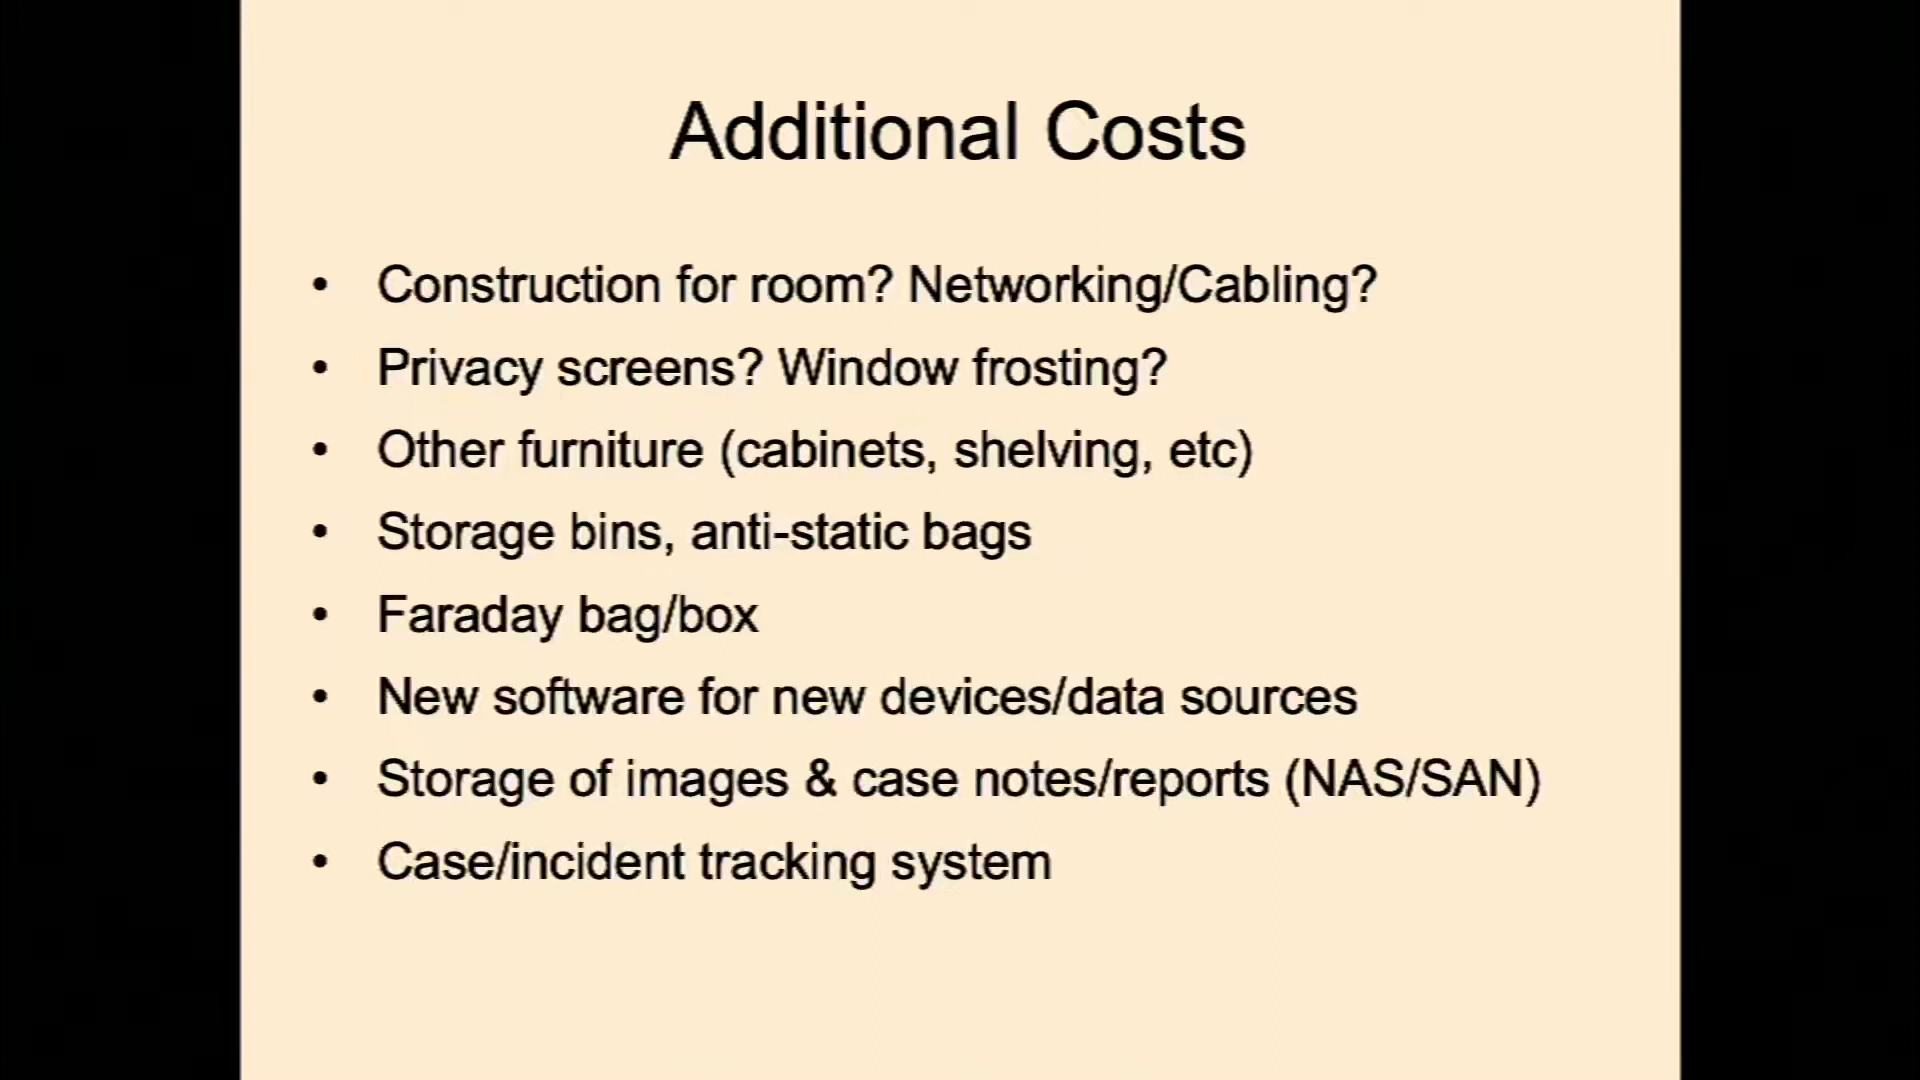 Additional Costs
• Construction for room? Networking/Cabling?
• Privacy screens? Window frosting?
• Other furniture (cabinets, shelving, etc)
• Storage bins, anti-static bags
• Faraday bag/box
• New software for new devices/data sources
• Storage of images & case notes/reports (NAS/SAN)
• Case/incident tracking system